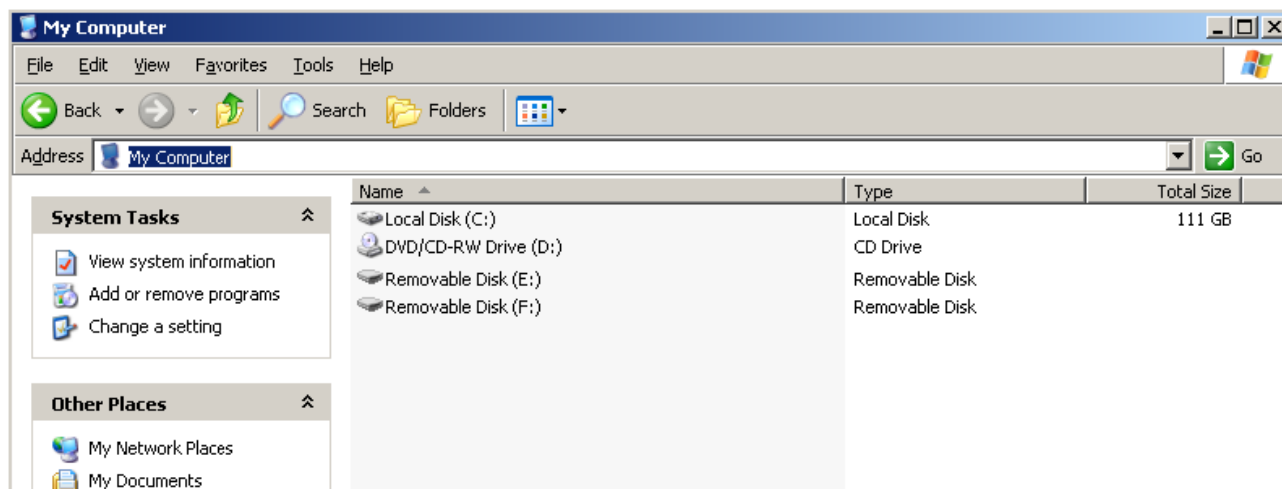 My Computer
File Edit View Favorites Tools Help
Back Search Folders
Address My Computer Go
System Tasks
View system information
Add or remove programs
Change a setting
Other Places
My Network Places
My Documents
Name Type Total Size
Local Disk (C:) Local Disk 111 GB
DVD/CD-RW Drive (D:) CD Drive
Removable Disk (E:) Removable Disk
Removable Disk (F:) Removable Disk